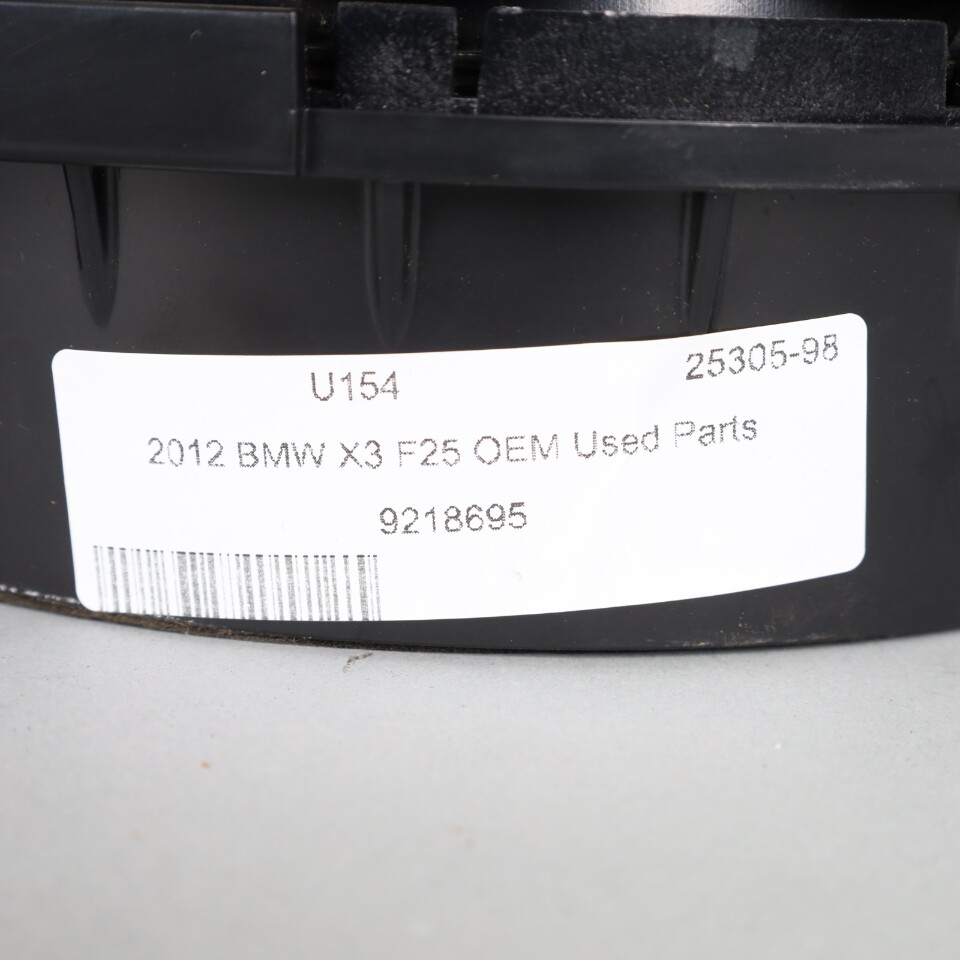 U154 25305-98
2012 BMW X3 F25 OEM Used Parts
9218695